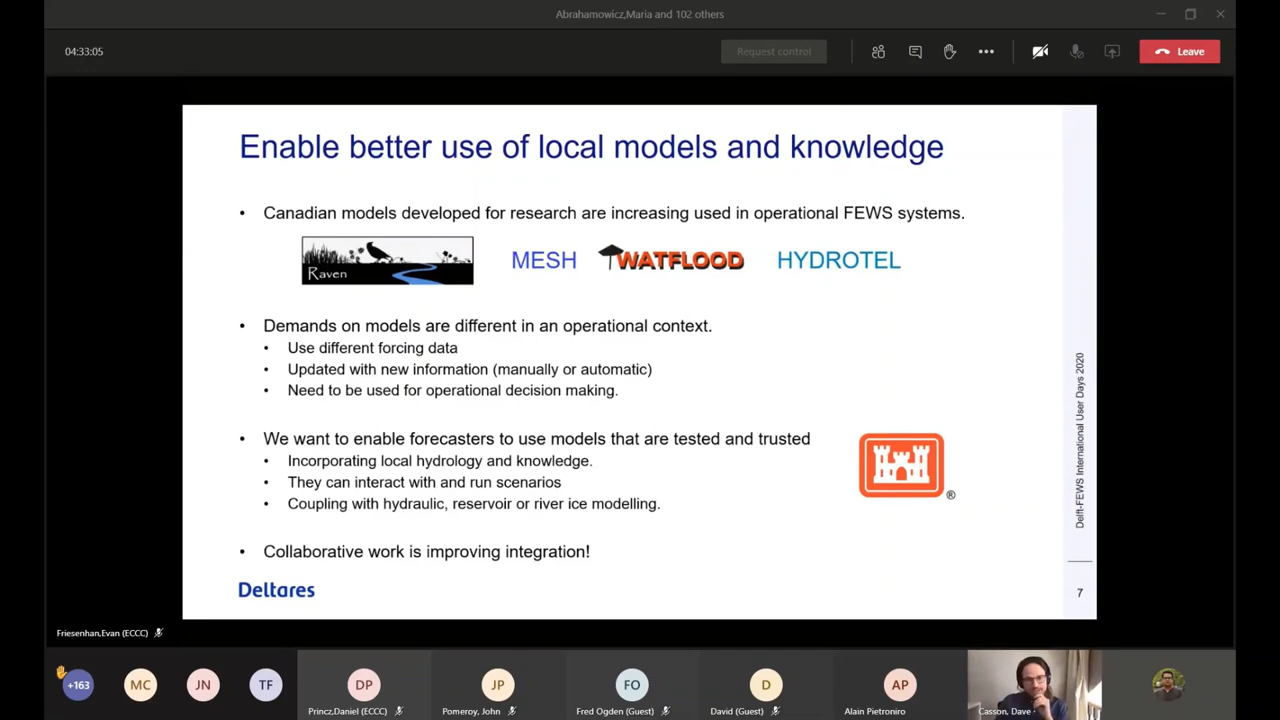 Abrahamowicz,Maria and 102 others
04:33:05
Request control
Leave
Enable better use of local models and knowledge
• Canadian models developed for research are increasing used in operational FEWS systems.
Raven
MESH
WATFLOOD
HYDROTEL
• Demands on models are different in an operational context.
• Use different forcing data
• Updated with new information (manually or automatic)
• Need to be used for operational decision making.
• We want to enable forecasters to use models that are tested and trusted
• Incorporating local hydrology and knowledge.
• They can interact with and run scenarios
• Coupling with hydraulic, reservoir or river ice modelling.
®
• Collaborative work is improving integration!
Deltares
Delft-FEWS International User Days 2020
7
Friesenhan,Evan (ECCC)
+163
MC
JN
TF
DP
Princz,Daniel (ECCC)
JP
Pomeroy, John
FO
Fred Ogden (Guest)
D
David (Guest)
AP
Alain Pietroniro
Casson, Dave -